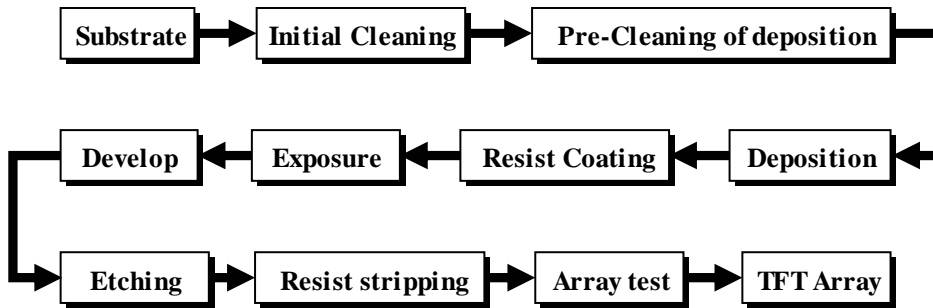 Substrate
Initial Cleaning
Pre-Cleaning of deposition
Deposition
Resist Coating
Exposure
Develop
Etching
Resist stripping
Array test
TFT Array